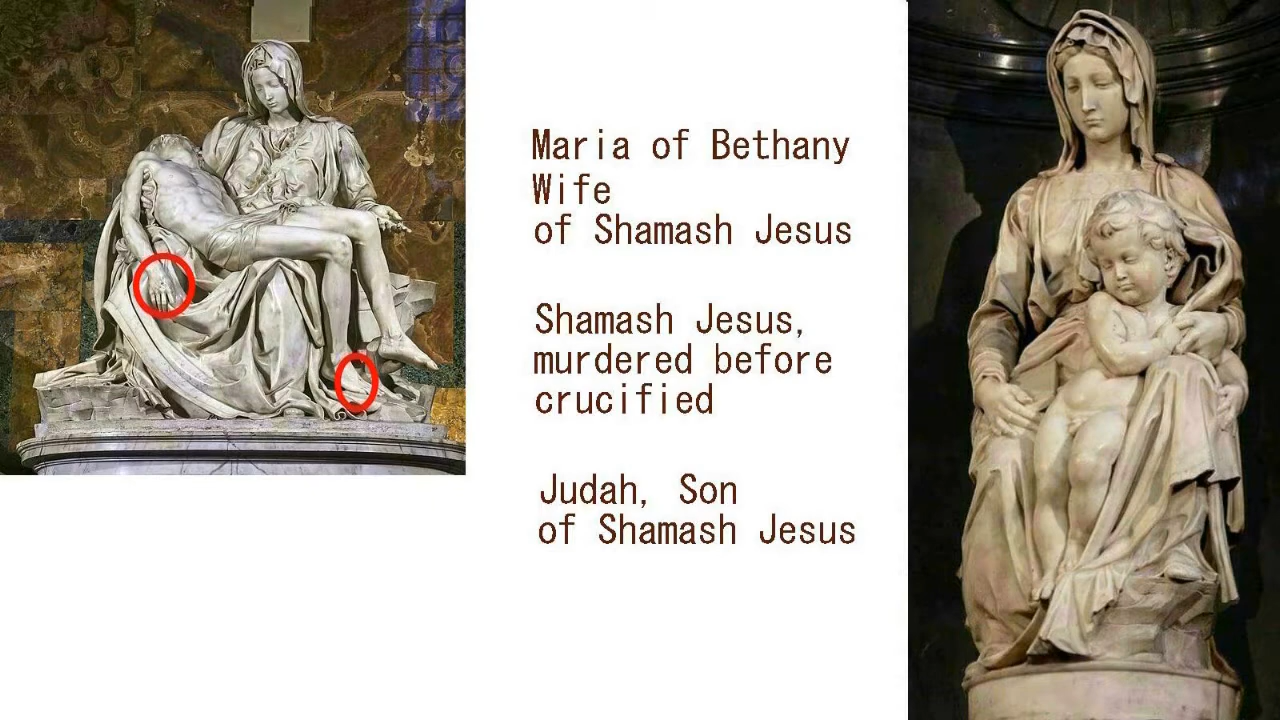 Maria of Bethany
Wife
of Shamash Jesus
Shamash Jesus,
murdered before
crucified
Judah, Son
of Shamash Jesus